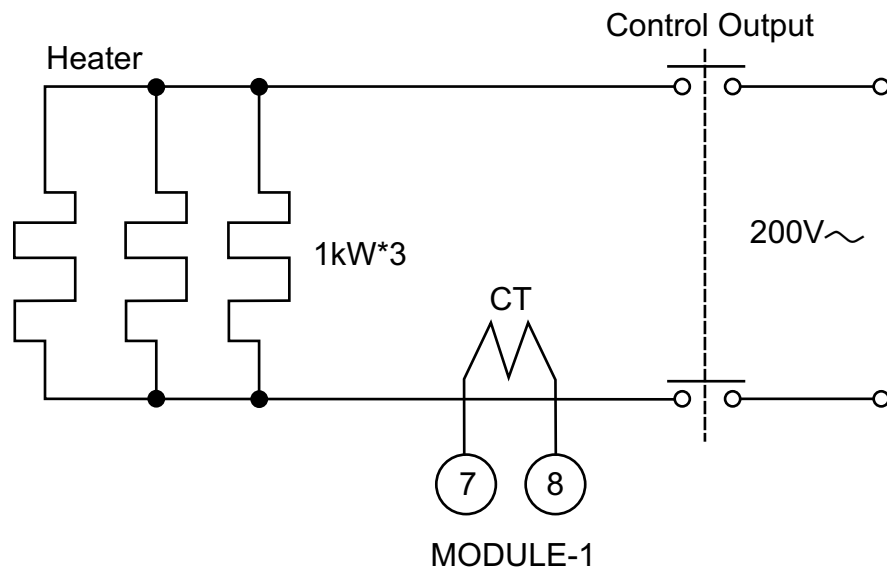 Control Output
Heater
200V～
1kW*3
CT
7
8
MODULE-1